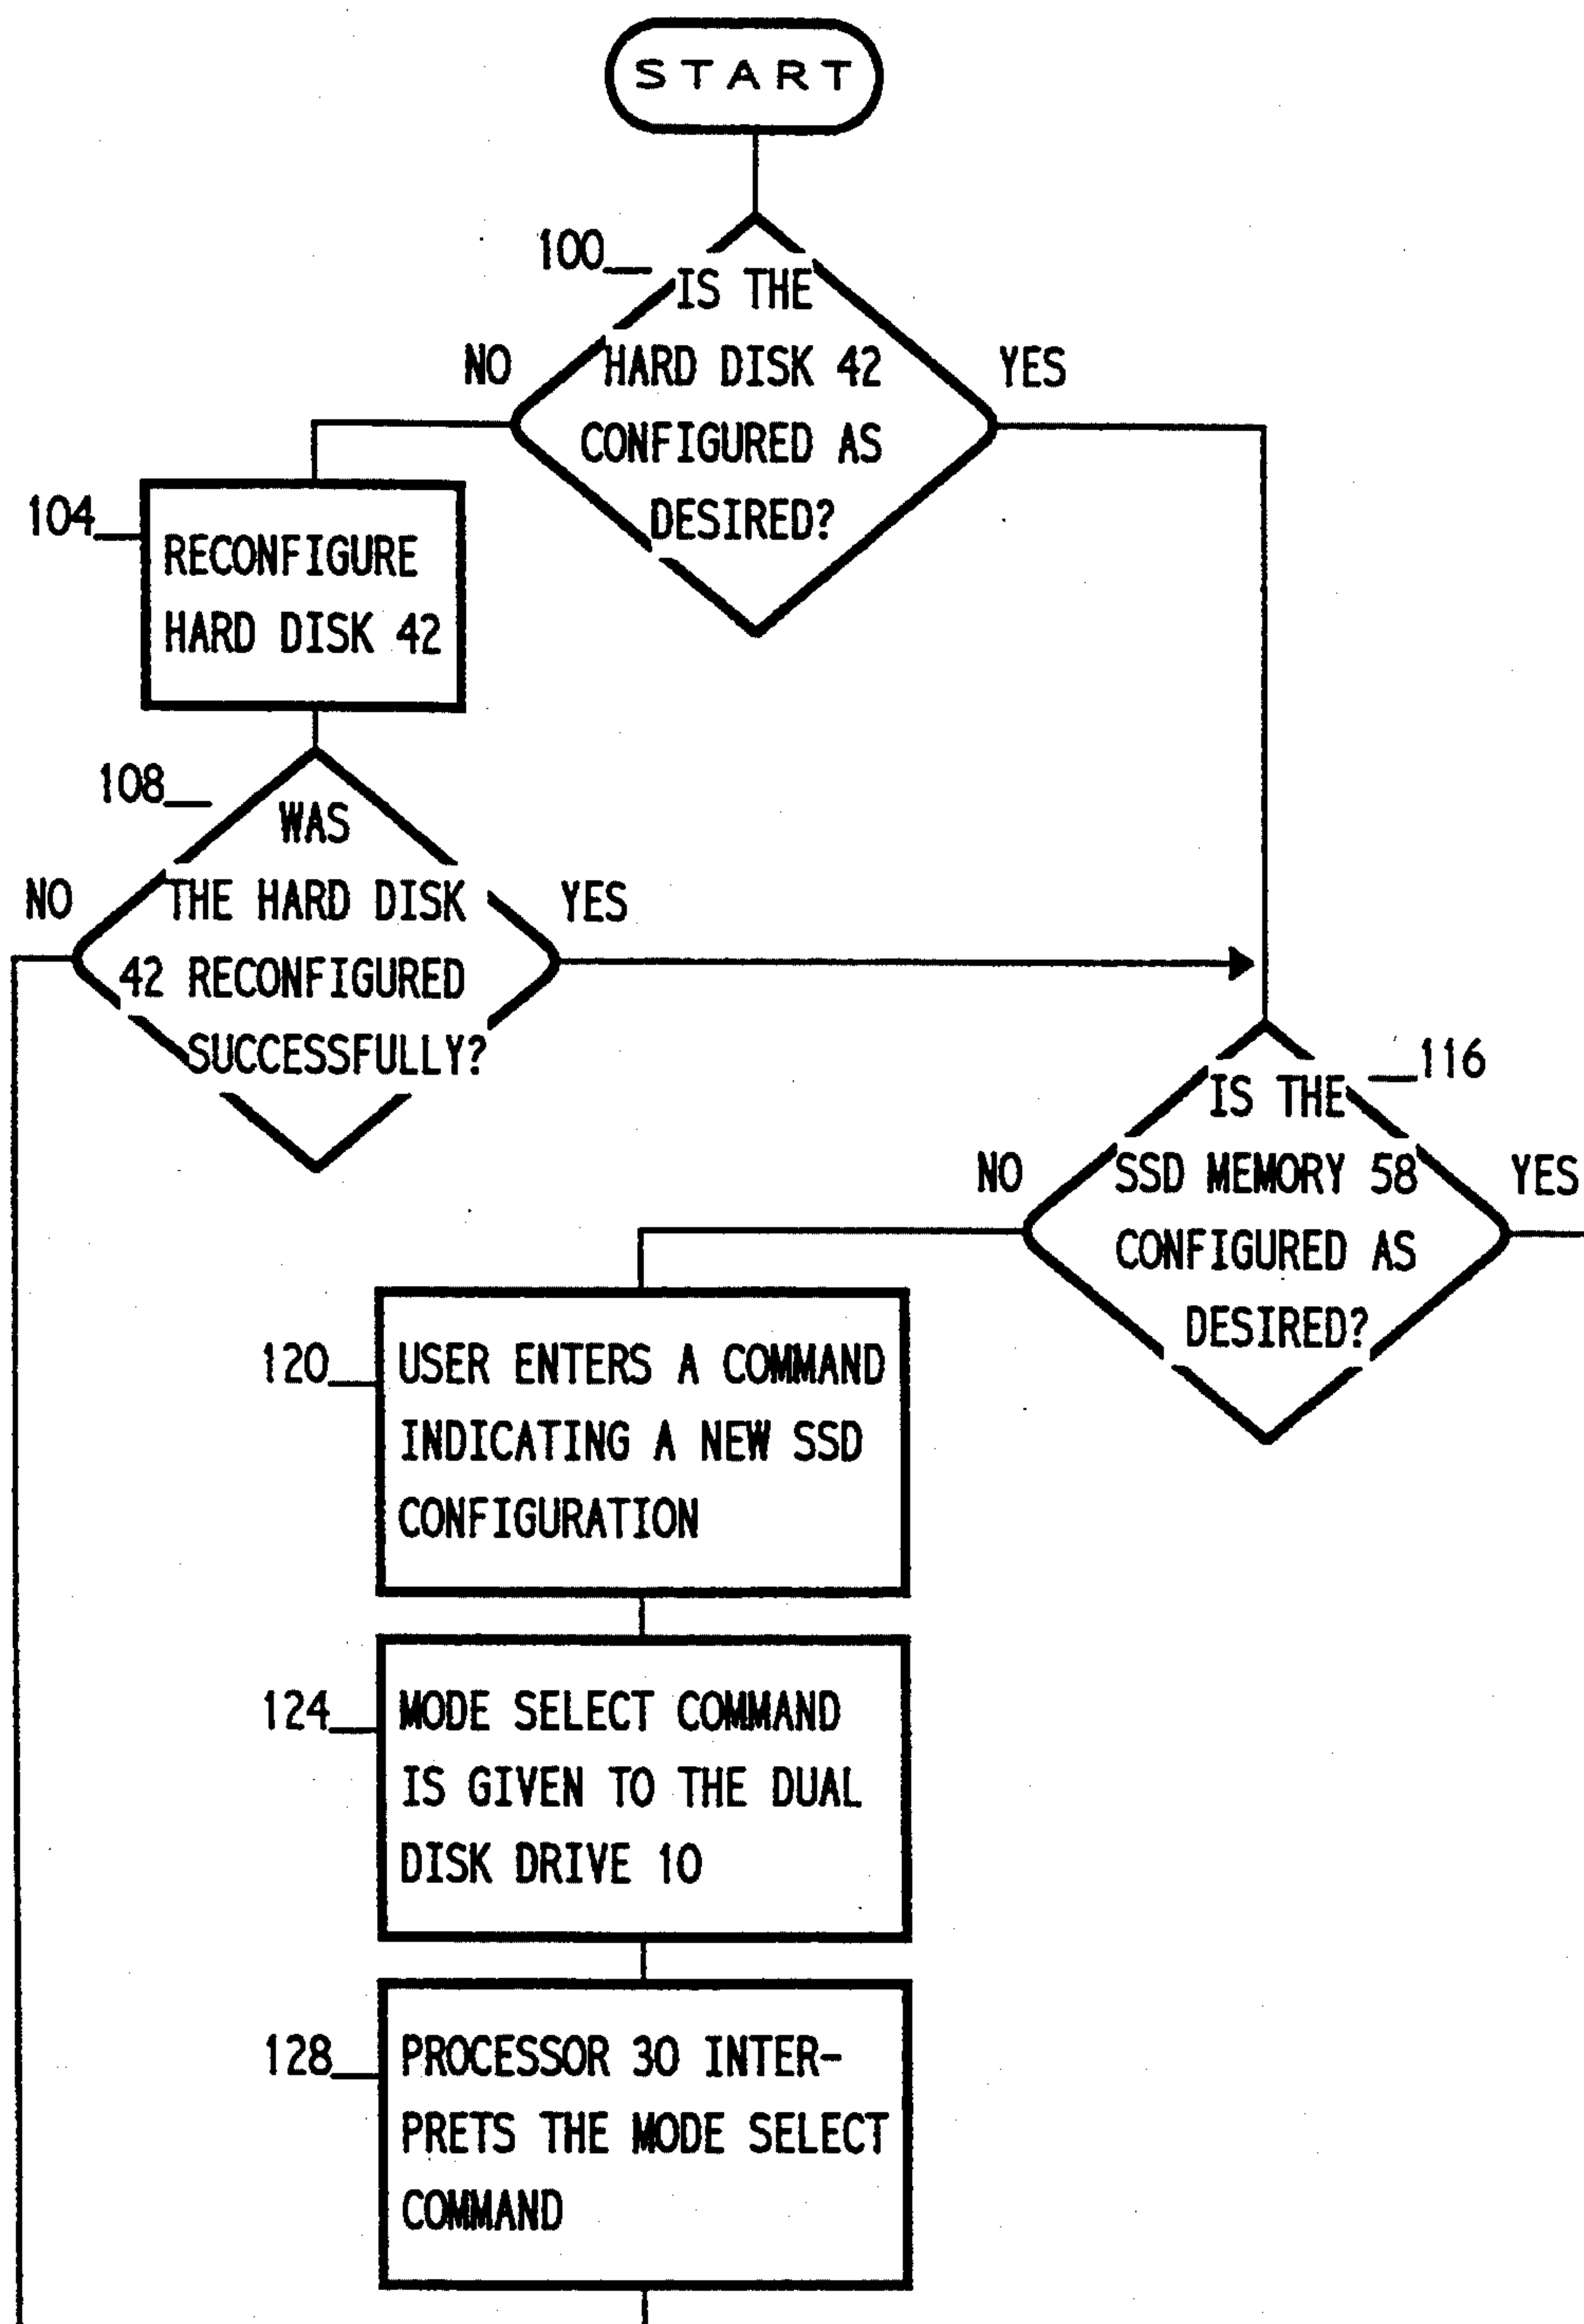 START
100
IS THE
HARD DISK 42
CONFIGURED AS
DESIRED?
NO
YES
104
RECONFIGURE
HARD DISK 42
108
WAS
THE HARD DISK
42 RECONFIGURED
SUCCESSFULLY?
NO
YES
116
IS THE
SSD MEMORY 58
CONFIGURED AS
DESIRED?
NO
YES
120
USER ENTERS A COMMAND
INDICATING A NEW SSD
CONFIGURATION
124
MODE SELECT COMMAND
IS GIVEN TO THE DUAL
DISK DRIVE 10
128
PROCESSOR 30 INTER-
PRETS THE MODE SELECT
COMMAND